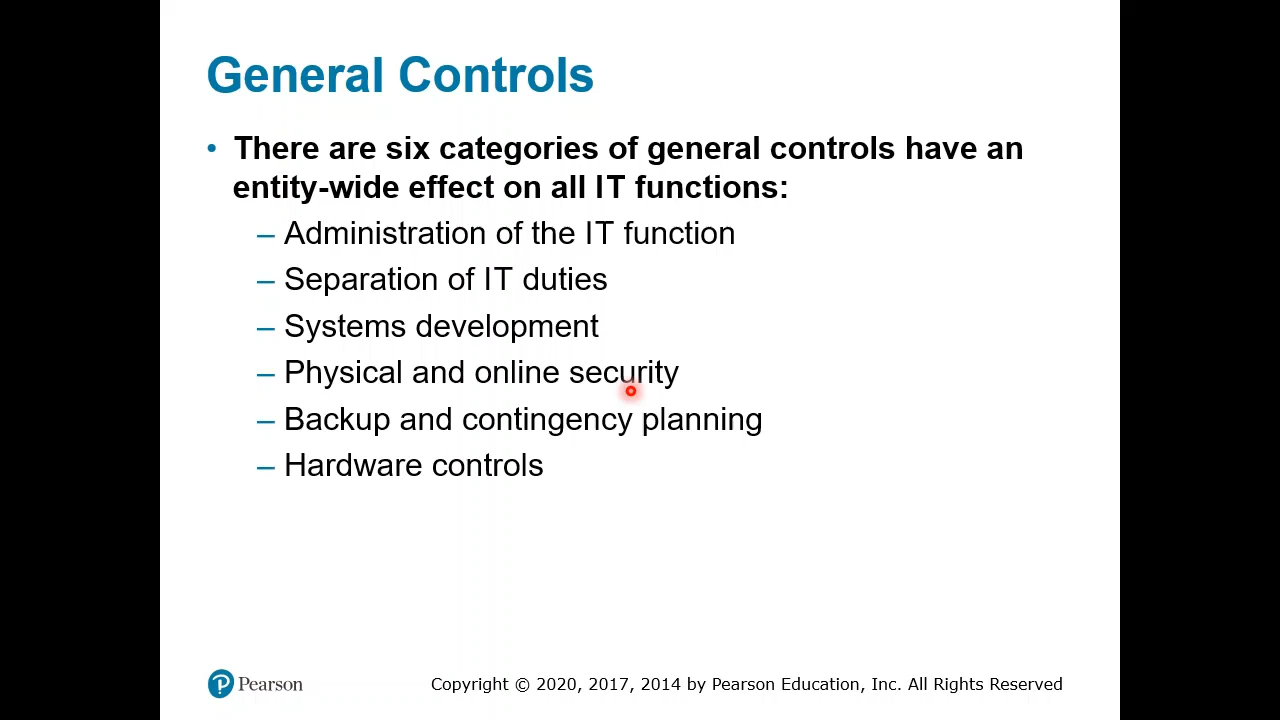 General Controls
• There are six categories of general controls have an
entity-wide effect on all IT functions:
– Administration of the IT function
– Separation of IT duties
– Systems development
– Physical and online security
– Backup and contingency planning
– Hardware controls
Pearson
Copyright © 2020, 2017, 2014 by Pearson Education, Inc. All Rights Reserved